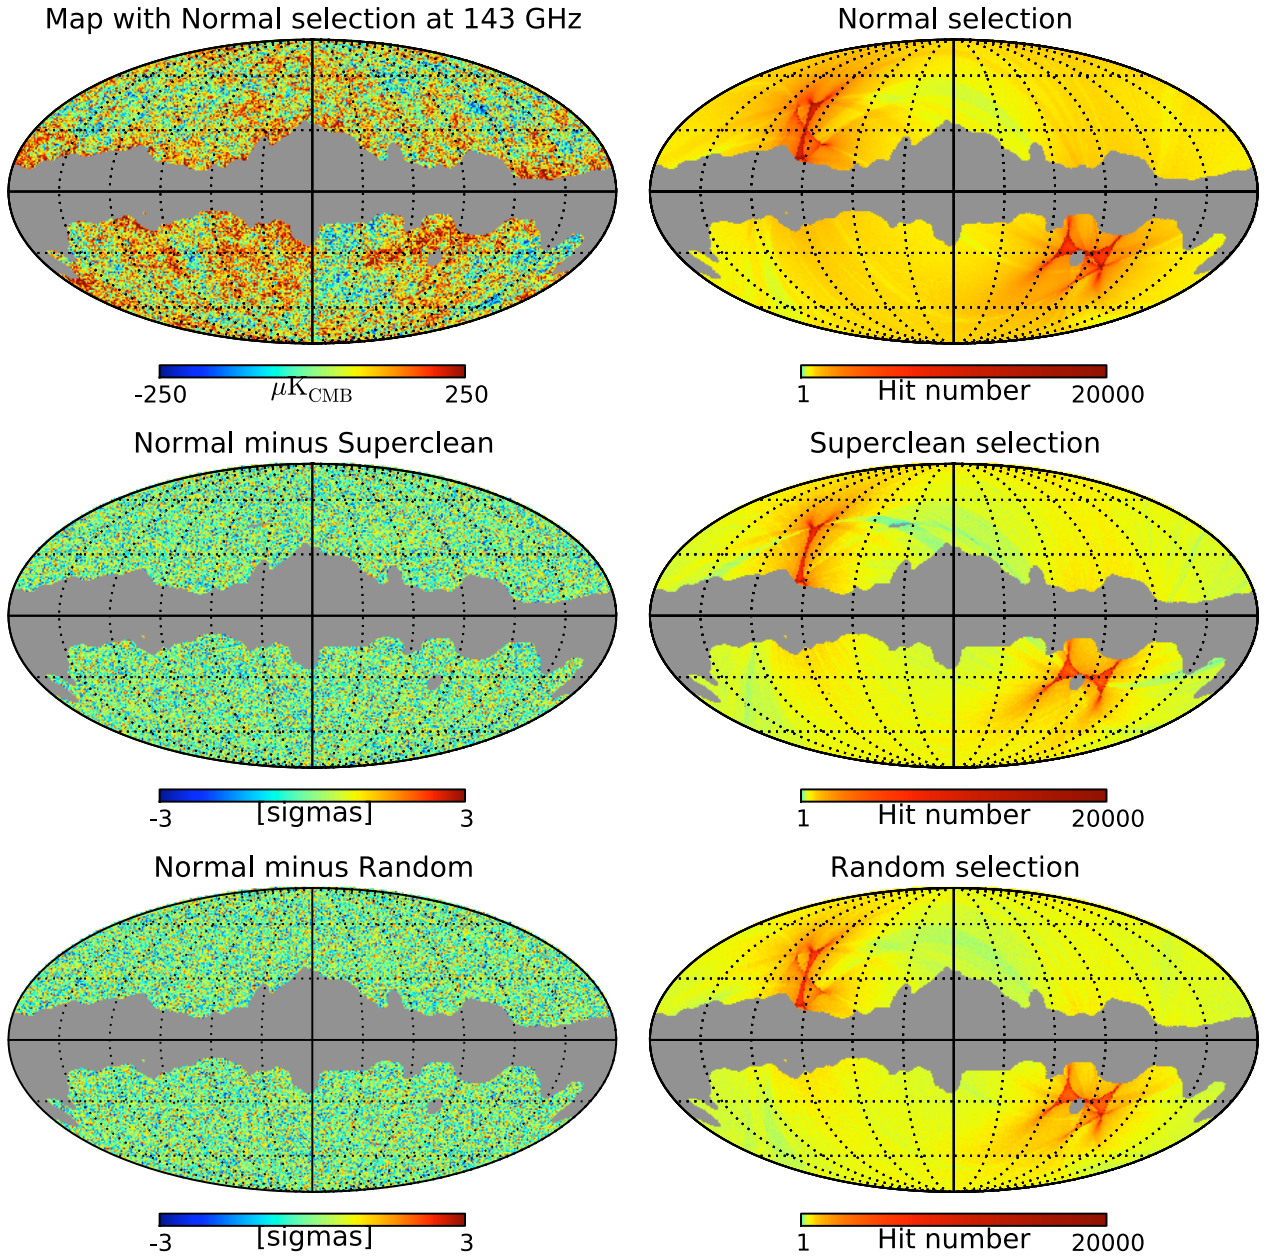 Map with Normal selection at 143 GHz
Normal selection
-250 μK_CMB 250
1 Hit number 20000
Normal minus Superclean
Superclean selection
-3 [sigmas] 3
1 Hit number 20000
Normal minus Random
Random selection
-3 [sigmas] 3
1 Hit number 20000